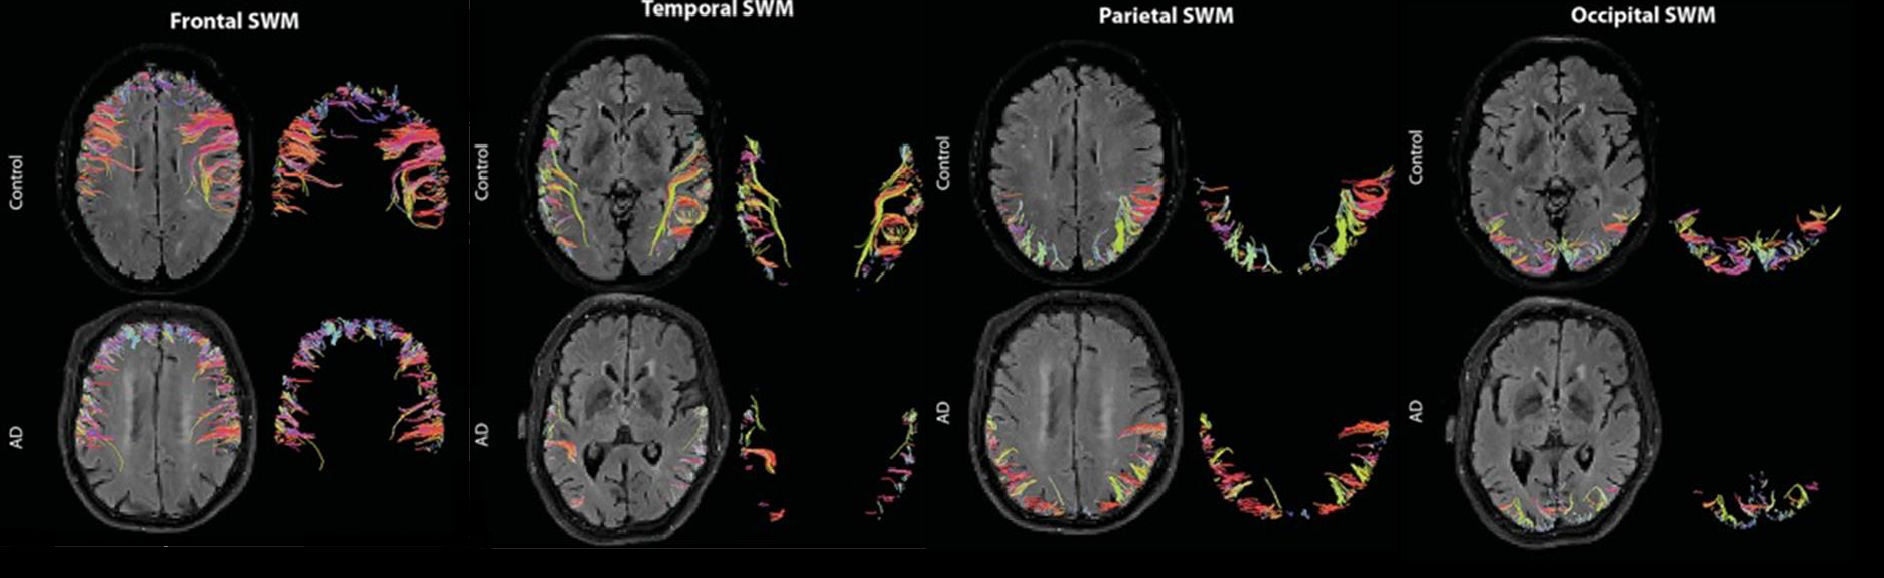 Frontal SWM
Temporal SWM
Parietal SWM
Occipital SWM
Control
Control
Control
Control
AD
AD
AD
AD